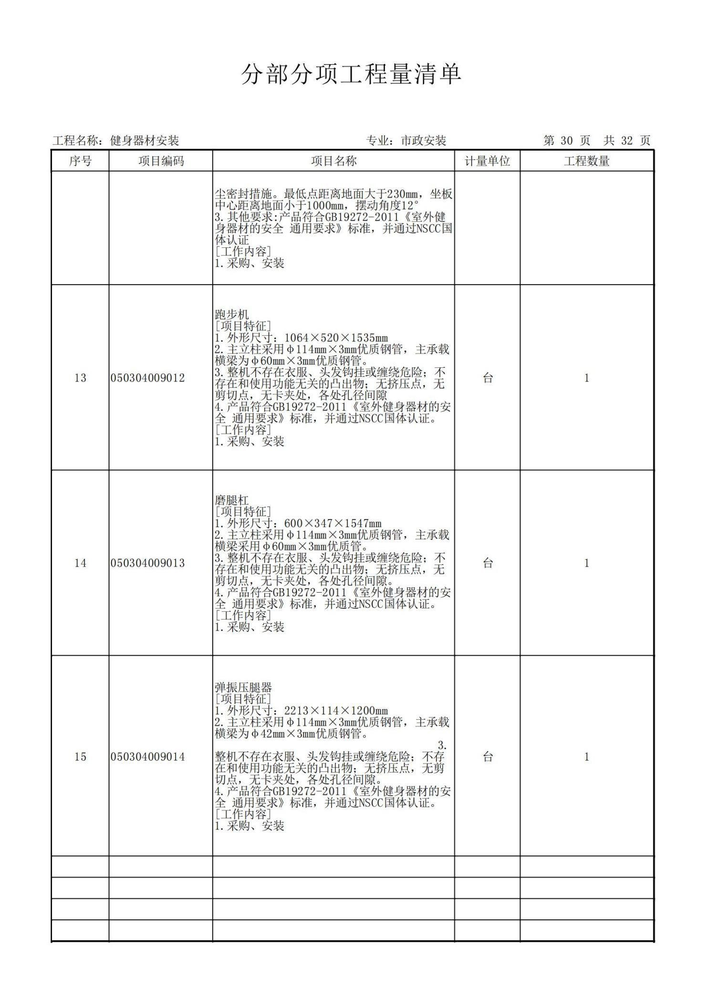 分部分项工程量清单
工程名称：健身器材安装 专业：市政安装 第 30 页 共 32 页
序号 项目编码 项目名称 计量单位 工程数量
尘密封措施。最低点距离地面大于230mm，坐板
中心距离地面小于1000mm，摆动角度12°
3.其他要求:产品符合GB19272-2011《室外健
身器材的安全 通用要求》标准，并通过NSCC国
体认证
[工作内容]
1.采购、安装
跑步机
[项目特征]
1.外形尺寸：1064×520×1535mm
2.主立柱采用φ114mm×3mm优质钢管，主承载
横梁为φ60mm×3mm优质钢管。
3.整机不存在衣服、头发钩挂或缠绕危险；不
13 050304009012 存在和使用功能无关的凸出物；无挤压点，无 台 1
剪切点，无卡夹处，各处孔径间隙
4.产品符合GB19272-2011《室外健身器材的安
全 通用要求》标准，并通过NSCC国体认证。
[工作内容]
1.采购、安装
磨腿杠
[项目特征]
1.外形尺寸：600×347×1547mm
2.主立柱采用φ114mm×3mm优质钢管，主承载
横梁采用φ60mm×3mm优质管。
3.整机不存在衣服、头发钩挂或缠绕危险；不
14 050304009013 存在和使用功能无关的凸出物；无挤压点，无 台 1
剪切点，无卡夹处，各处孔径间隙。
4.产品符合GB19272-2011《室外健身器材的安
全 通用要求》标准，并通过NSCC国体认证。
[工作内容]
1.采购、安装
弹振压腿器
[项目特征]
1.外形尺寸：2213×114×1200mm
2.主立柱采用φ114mm×3mm优质钢管，主承载
横梁为φ42mm×3mm优质钢管。
3.
15 050304009014 整机不存在衣服、头发钩挂或缠绕危险；不存 台 1
在和使用功能无关的凸出物；无挤压点，无剪
切点，无卡夹处，各处孔径间隙。
4.产品符合GB19272-2011《室外健身器材的安
全 通用要求》标准，并通过NSCC国体认证。
[工作内容]
1.采购、安装